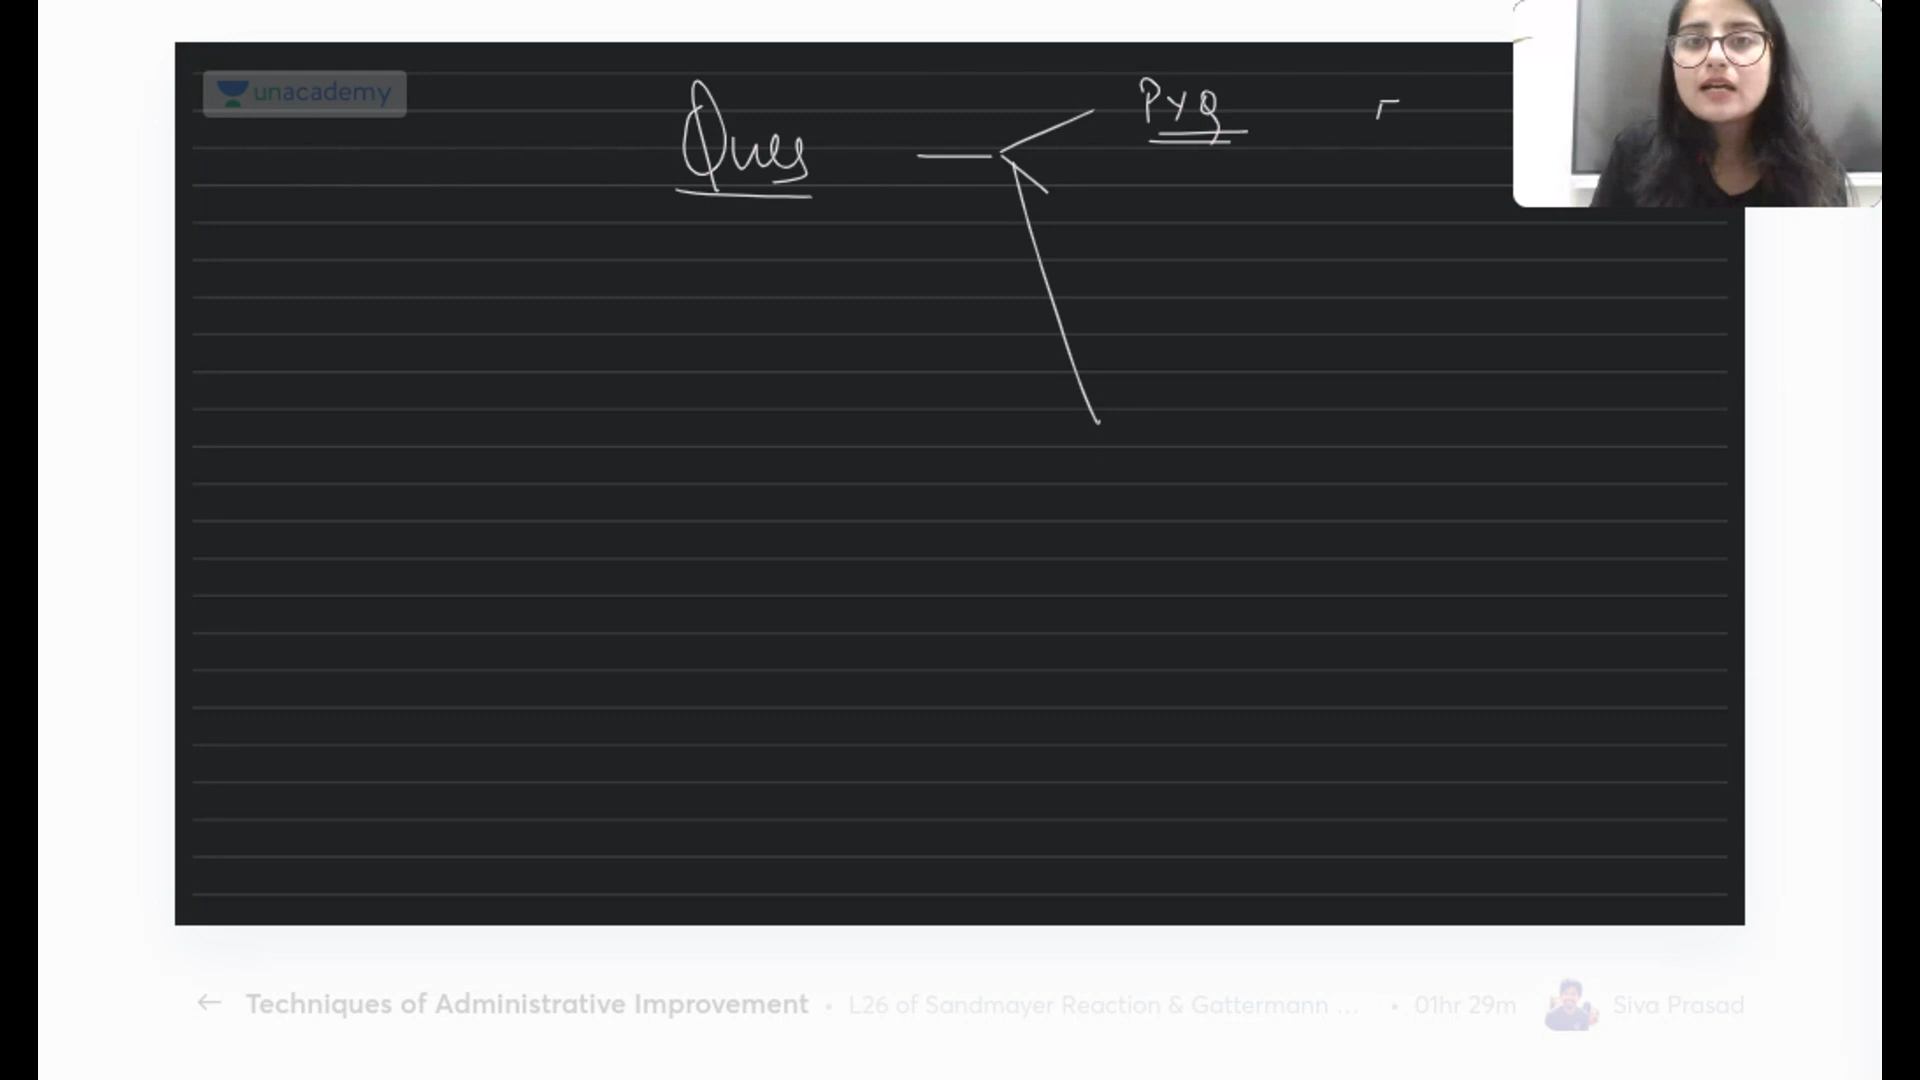 unacademy
Ques
PYQ
Techniques of Administrative Improvement • L26 of Sandmayer Reaction & Gattermann ... • 01hr 29m Siva Prasad